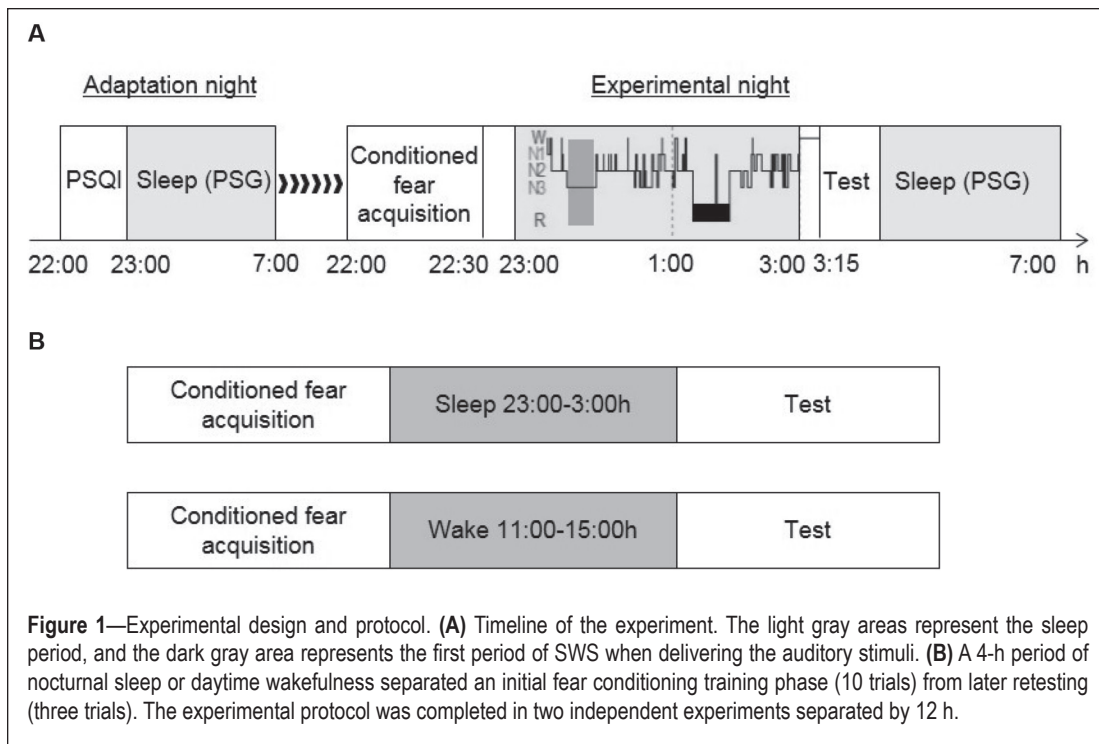 A
Adaptation night
Experimental night
PSQI
Sleep (PSG)
Conditioned
fear
acquisition
W
N1
N2
N3
R
Test
Sleep (PSG)
22:00
23:00
7:00
22:00
22:30
23:00
1:00
3:00
3:15
7:00
h
B
Conditioned fear
acquisition
Sleep 23:00-3:00h
Test
Conditioned fear
acquisition
Wake 11:00-15:00h
Test
Figure 1—Experimental design and protocol. (A) Timeline of the experiment. The light gray areas represent the sleep
period, and the dark gray area represents the first period of SWS when delivering the auditory stimuli. (B) A 4-h period of
nocturnal sleep or daytime wakefulness separated an initial fear conditioning training phase (10 trials) from later retesting
(three trials). The experimental protocol was completed in two independent experiments separated by 12 h.